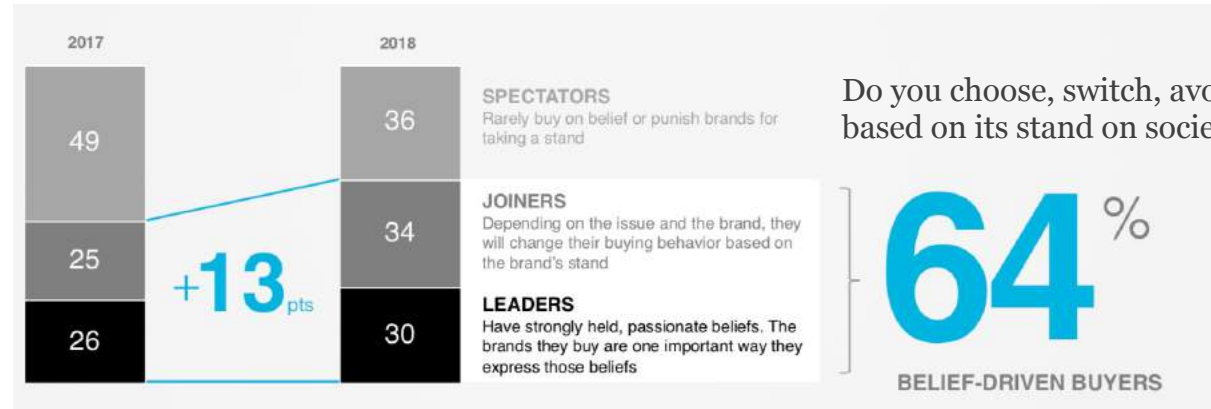 2017
2018
49
25
26
+13 pts
36
34
30
SPECTATORS
Rarely buy on belief or punish brands for
taking a stand
JOINERS
Depending on the issue and the brand, they
will change their buying behavior based on
the brand's stand
LEADERS
Have strongly held, passionate beliefs. The
brands they buy are one important way they
express those beliefs
Do you choose, switch,
based on its stand on
64%
BELIEF-DRIVEN BUYERS